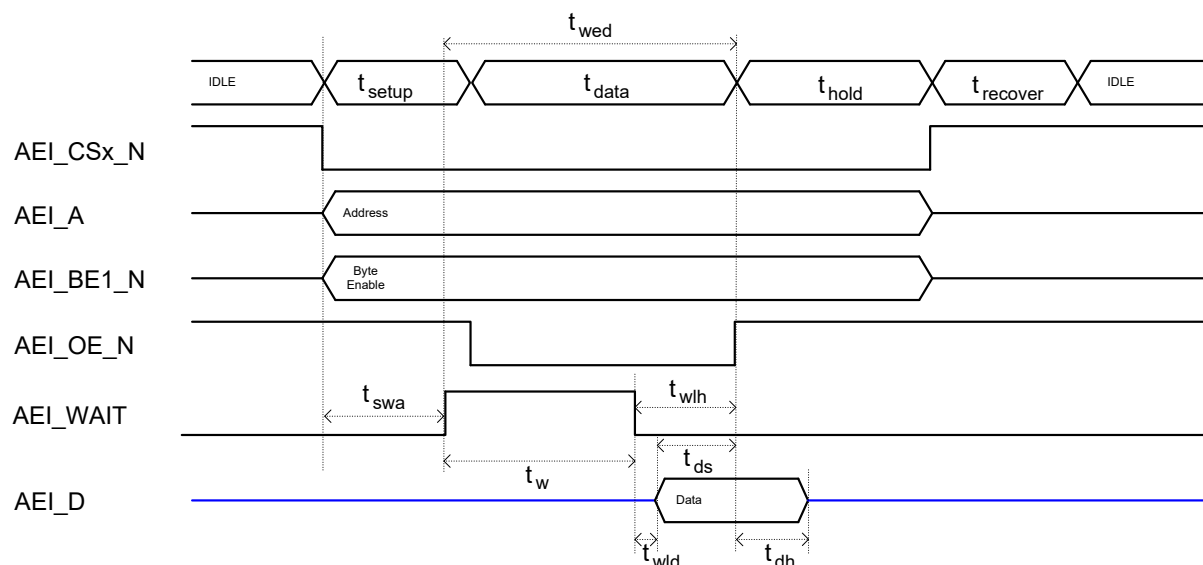 t wed
IDLE t setup t data t hold t recover IDLE
AEI_CSx_N
AEI_A Address
AEI_BE1_N Byte
Enable
AEI_OE_N
t swa t wlh
AEI_WAIT
t w t ds
AEI_D Data
t wld t dh